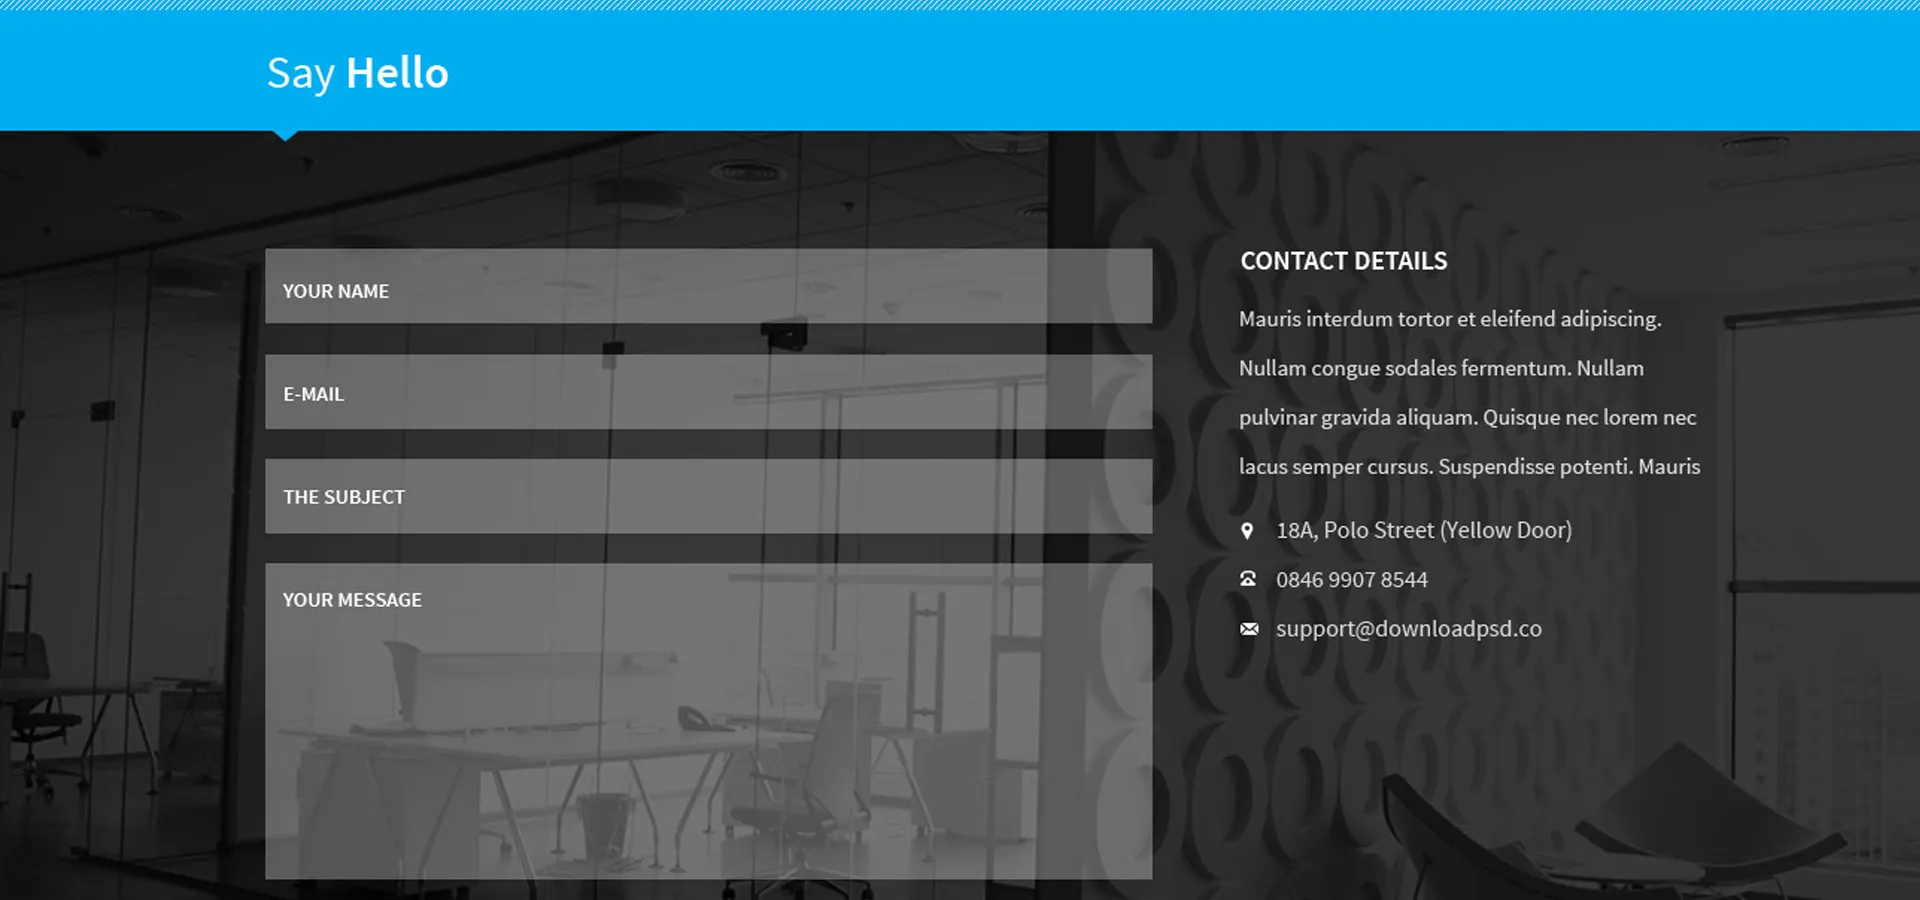 Say Hello
YOUR NAME
E-MAIL
THE SUBJECT
YOUR MESSAGE
CONTACT DETAILS
Mauris interdum tortor et eleifend adipiscing.
Nullam congue sodales fermentum. Nullam
pulvinar gravida aliquam. Quisque nec lorem nec
lacus semper cursus. Suspendisse potenti. Mauris
18A, Polo Street (Yellow Door)
0846 9907 8544
support@downloadpsd.co